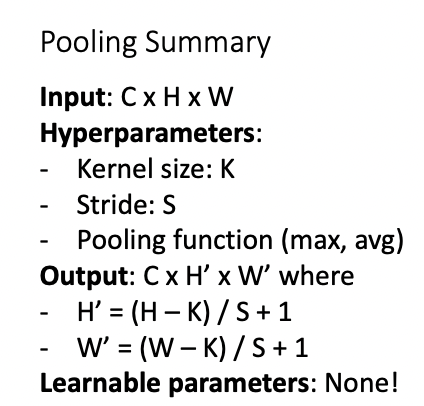 Pooling Summary
Input: C x H x W
Hyperparameters:
- Kernel size: K
- Stride: S
- Pooling function (max, avg)
Output: C x H’ x W’ where
- H’ = (H – K) / S + 1
- W’ = (W – K) / S + 1
Learnable parameters: None!